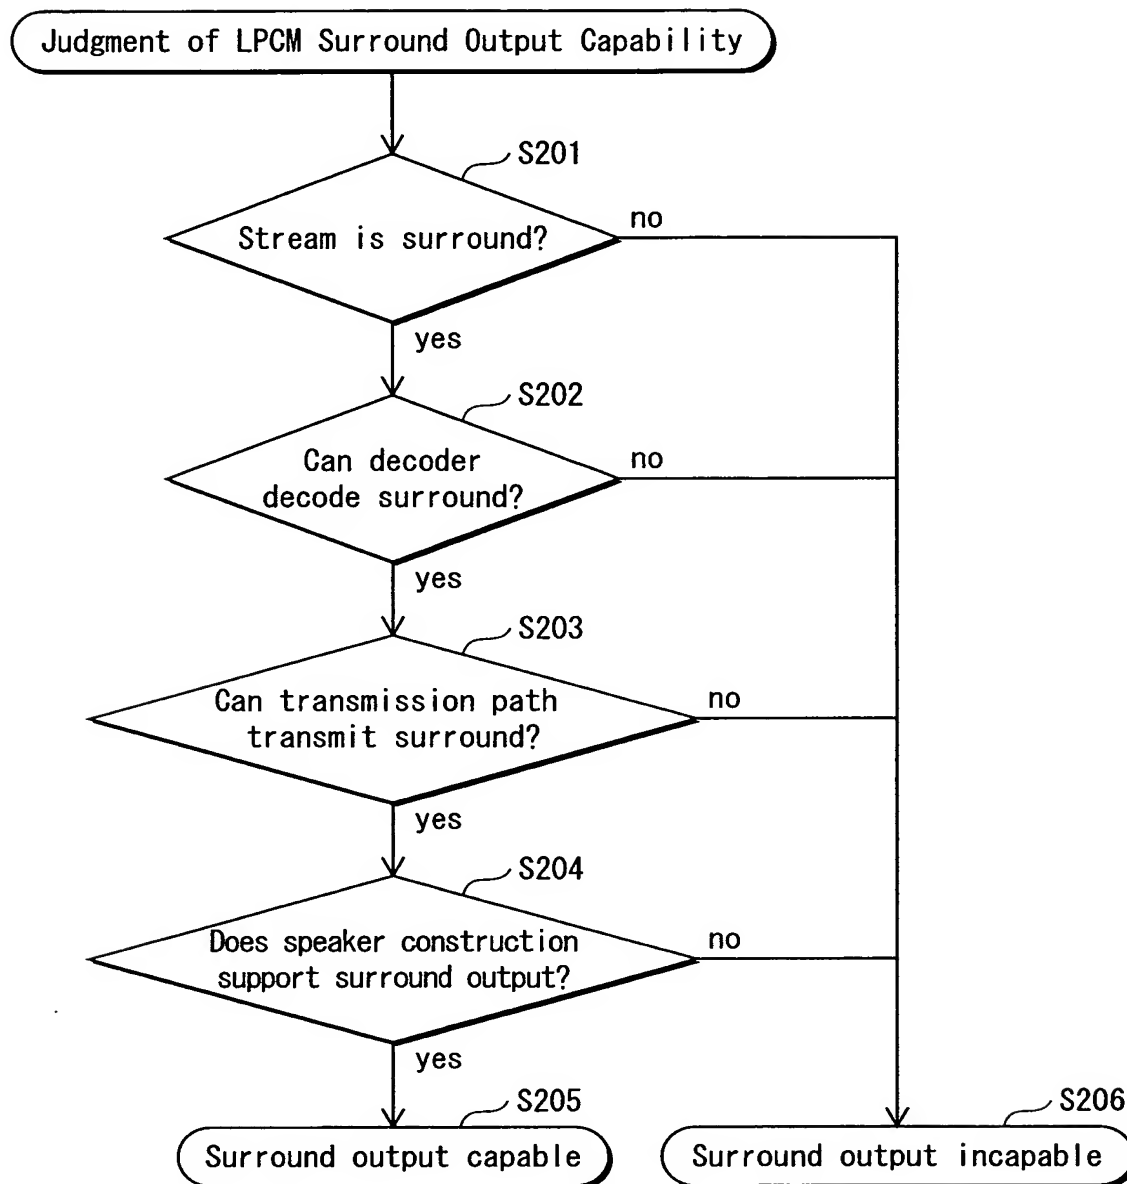 Judgment of LPCM Surround Output Capability
S201
Stream is surround?
no
yes
S202
Can decoder
decode surround?
no
yes
S203
Can transmission path
transmit surround?
no
yes
S204
Does speaker construction
support surround output?
no
yes
S205
Surround output capable
S206
Surround output incapable